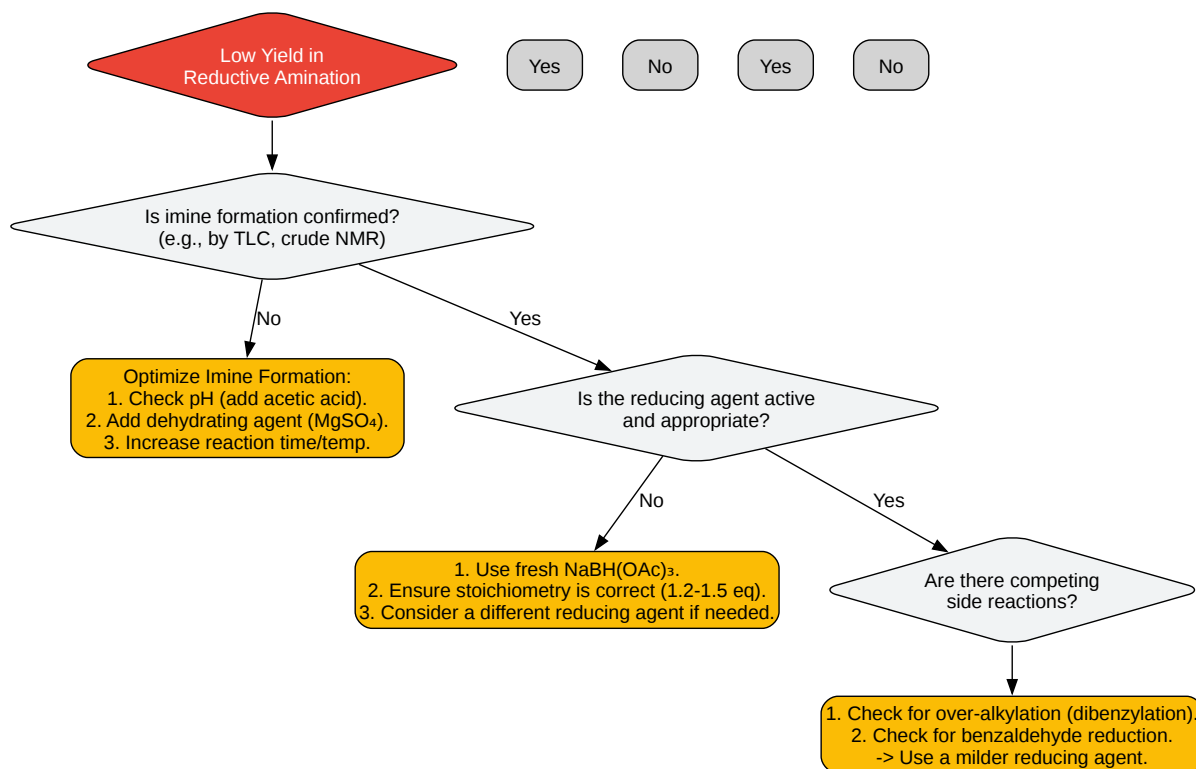 Low Yield in
Reductive Amination
Yes
No
Yes
No
Is imine formation confirmed?
(e.g., by TLC, crude NMR)
No
Yes
Optimize Imine Formation:
1. Check pH (add acetic acid).
2. Add dehydrating agent (MgSO₄).
3. Increase reaction time/temp.
Is the reducing agent active
and appropriate?
No
Yes
1. Use fresh NaBH(OAc)₃.
2. Ensure stoichiometry is correct (1.2-1.5 eq).
3. Consider a different reducing agent if needed.
Are there competing
side reactions?
1. Check for over-alkylation (dibenzylation).
2. Check for benzaldehyde reduction.
-> Use a milder reducing agent.